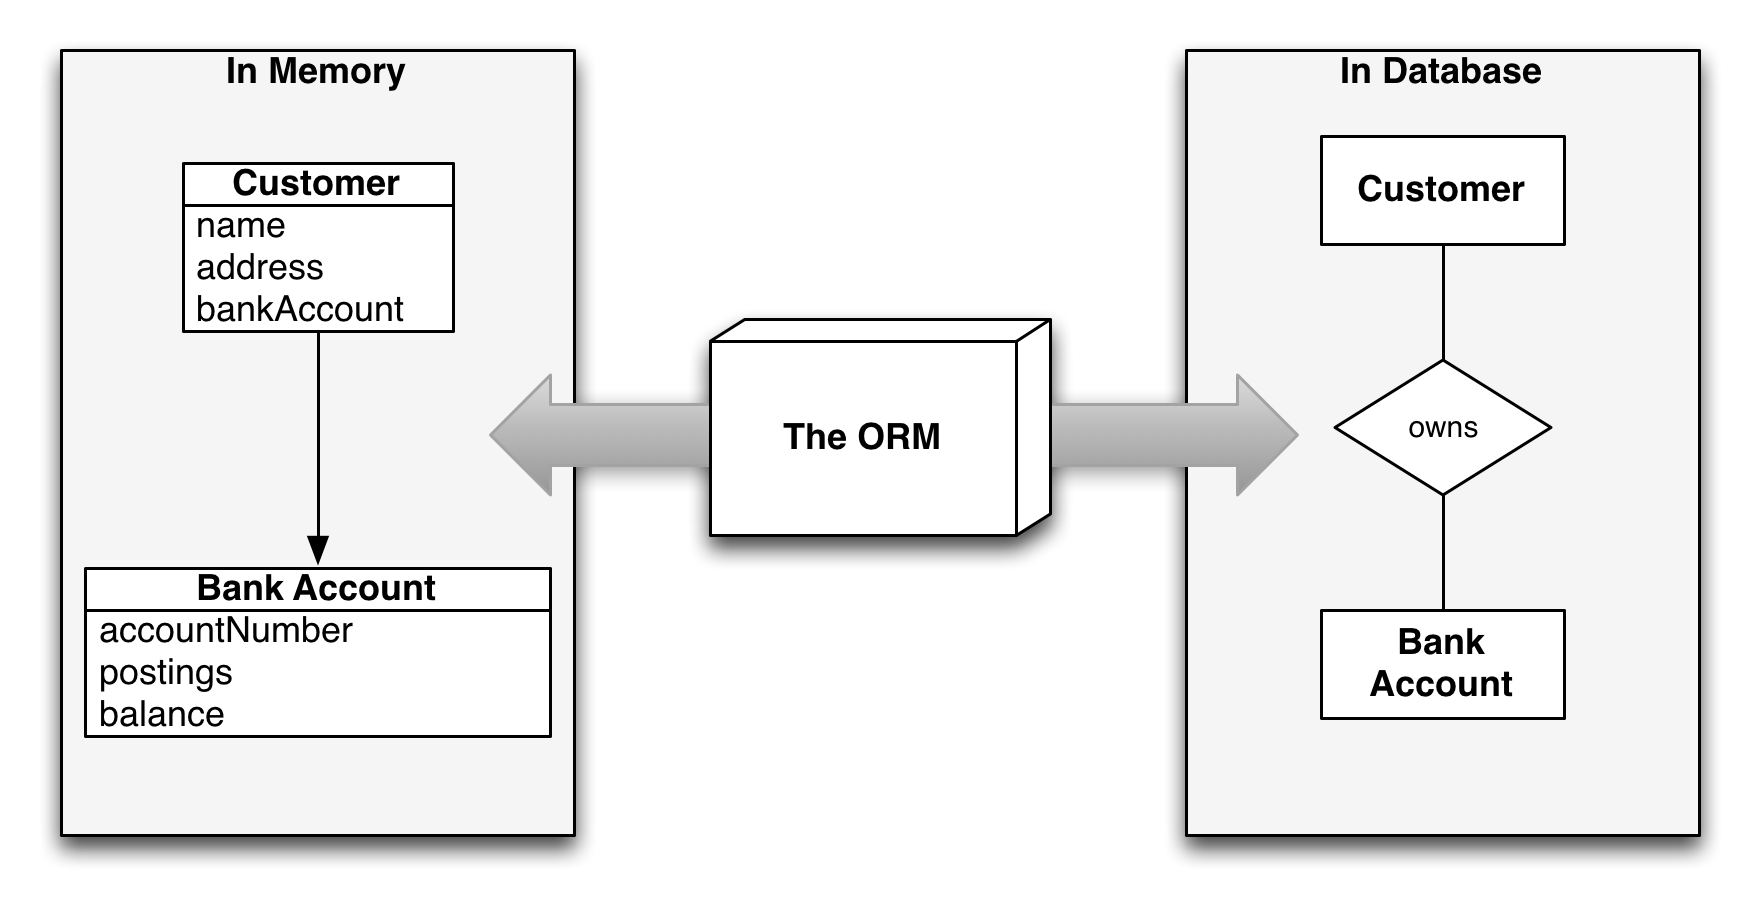 In Memory
Customer
name
address
bankAccount
Bank Account
accountNumber
postings
balance
The ORM
In Database
Customer
owns
Bank
Account